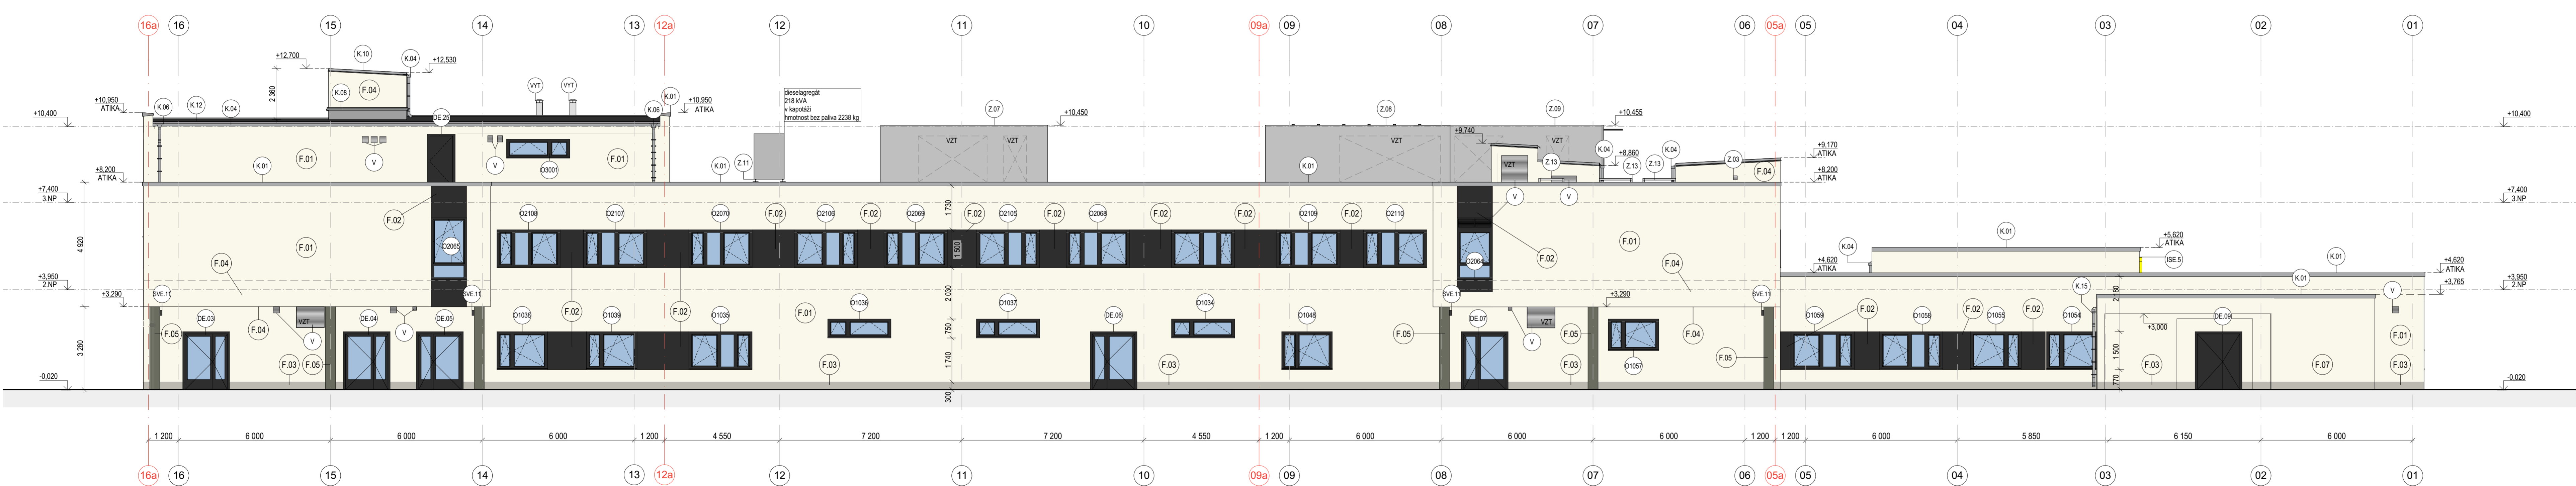 16a 16 15 14 13 12a 12 11 10 09a 09 08 07 06 05a 05 04 03 02 01
+12,700 K.10 K.04 +12,530
F.04
2 360
K.08
VYT VYT
+10,950
ATIKA
K.06 K.12 K.04
K.06 K.01
+10,950
ATIKA
dieselagregát
218 kVA
v kapotáži
hmotnost bez paliva 2238 kg
Z.07 +10,450
Z.08 Z.09 +10,455
+10,400
+10,400
DE.25
F.01 V V O3001 F.01
VZT VZT
VZT VZT
+9,740
K.04 +8,860 K.04 Z.03
+9,170
ATIKA
+8,200
ATIKA
K.01 K.01 Z.11 K.01
VZT Z.13 Z.13 Z.13 F.04
+8,200
ATIKA
+7,400
3.NP
V V
+7,400
3.NP
F.02
O2108 O2107 O2070 F.02 O2106 F.02 O2069 F.02 O2105 F.02 O2068 F.02 F.02 O2109 F.02 O2110
1 730
4 920
F.01 O2065
1 500
O2064 F.02 F.01
K.04 K.01
+5,620
ATIKA
F.04
F.04
+4,620
ATIKA
ISE.5 K.01
+4,620
ATIKA
+3,950
2.NP
K.01
+3,950
2.NP
+3,290 SVE.11 SVE.11
SVE.11 +3,290 SVE.11
K.15 2 180 V +3,765
2 030
F.02 F.02 F.01 O1036 O1037 O1034
F.05 DE.03 F.04 VZT V DE.04 V DE.05
O1038 O1039 O1035
750
DE.06 O1048
F.05 DE.07 V VZT F.05 F.04
O1059 F.02 O1058 F.02 O1055 F.02 O1054
+3,000 DE.09 F.01
3 280
F.03 F.05
1 740
F.03 F.03 F.03 O1057 F.05
1 500
F.03 F.07 F.03
-0,020
300
770
-0,020
1 200 6 000 6 000 6 000 1 200 4 550 7 200 7 200 4 550 1 200 6 000 6 000 6 000 1 200 1 200 6 000 5 850 6 150 6 000
16a 16 15 14 13 12a 12 11 10 09a 09 08 07 06 05a 05 04 03 02 01